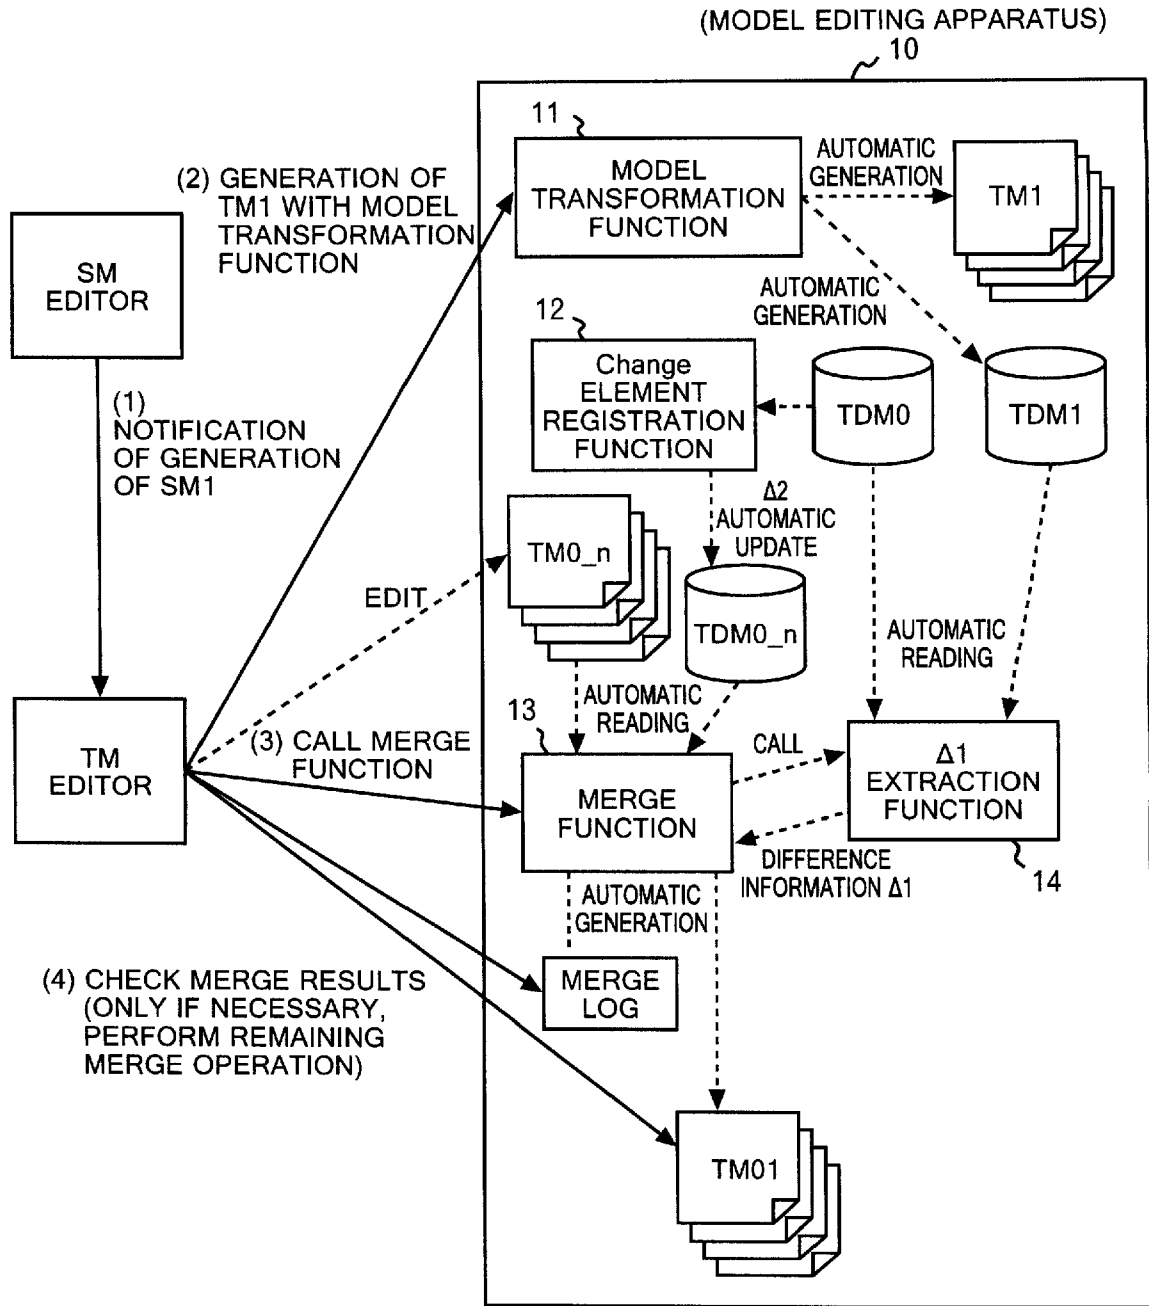 (MODEL EDITING APPARATUS)
10
11
MODEL
TRANSFORMATION
FUNCTION
AUTOMATIC
GENERATION
TM1
(2) GENERATION OF
TM1 WITH MODEL
TRANSFORMATION
FUNCTION
SM
EDITOR
AUTOMATIC
GENERATION
12
Change
ELEMENT
REGISTRATION
FUNCTION
TDM0
TDM1
(1)
NOTIFICATION
OF GENERATION
OF SM1
Δ2
AUTOMATIC
UPDATE
TM0_n
EDIT
TDM0_n
AUTOMATIC
READING
AUTOMATIC
READING
13
TM
EDITOR
(3) CALL MERGE
FUNCTION
MERGE
FUNCTION
CALL
Δ1
EXTRACTION
FUNCTION
DIFFERENCE
INFORMATION Δ1
14
AUTOMATIC
GENERATION
MERGE
LOG
(4) CHECK MERGE RESULTS
(ONLY IF NECESSARY,
PERFORM REMAINING
MERGE OPERATION)
TM01